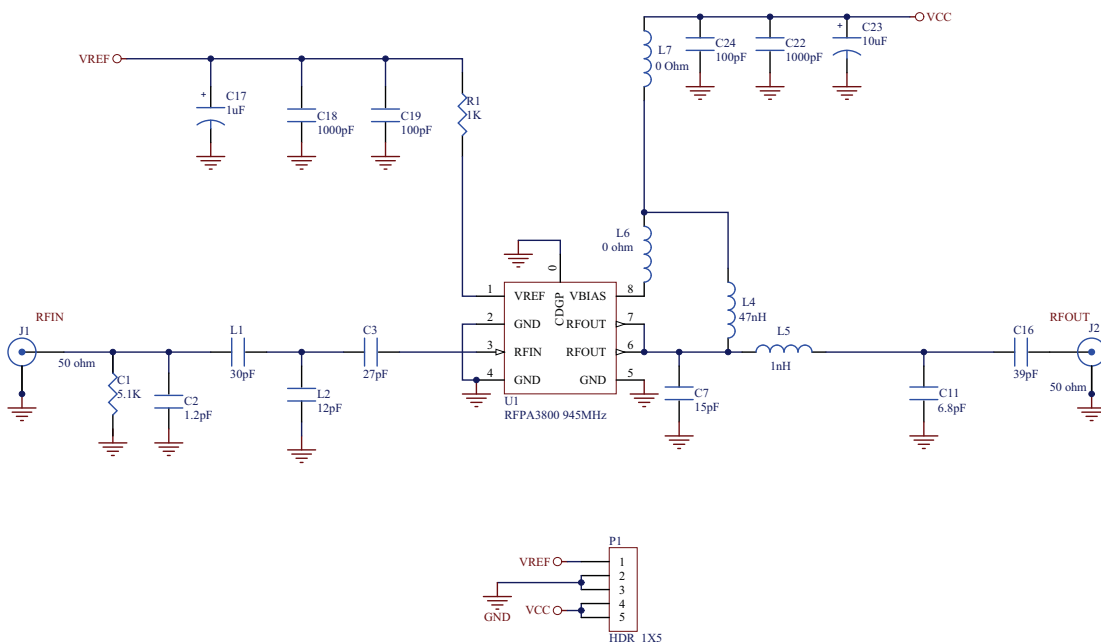 VCC
+
C23
10uF
C24
100pF
C22
1000pF
L7
0 Ohm
VREF
+
C17
1uF
C18
1000pF
C19
100pF
R1
1K
L6
0 ohm
0
CDGP
1
VREF
VBIAS
8
2
GND
RFOUT
7
3
RFIN
RFOUT
6
4
GND
GND
5
U1
RFPA3800 945MHz
L4
47nH
L5
1nH
RFIN
J1
50 ohm
C1
5.1K
C2
1.2pF
L1
30pF
L2
12pF
C3
27pF
C7
15pF
C11
6.8pF
C16
39pF
RFOUT
J2
50 ohm
P1
VREF
1
2
3
GND
VCC
4
5
HDR_1X5